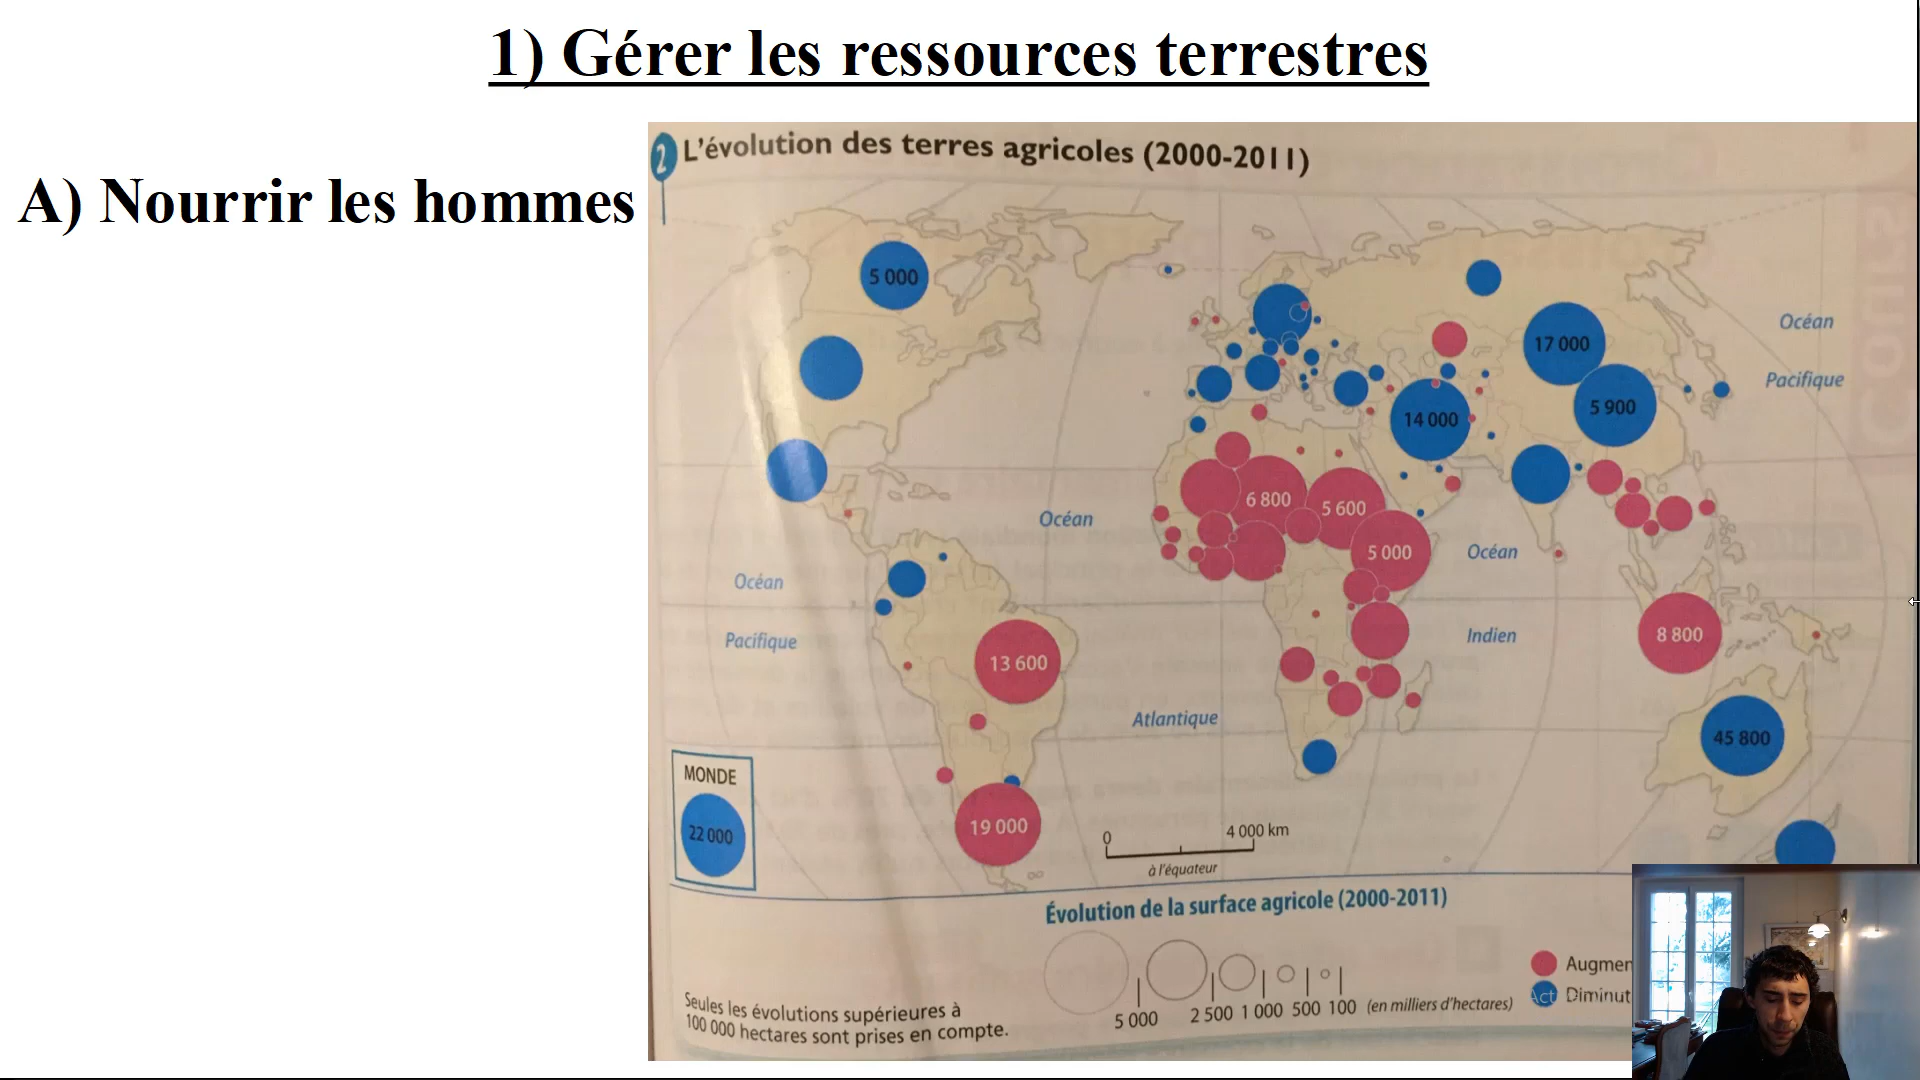 1) Gérer les ressources terrestres
A) Nourrir les hommes
2 L'évolution des terres agricoles (2000-2011)
5 000
17 000
5 900
14 000
6 800
5 600
5 000
13 600
8 800
45 800
19 000
Océan
Pacifique
Océan
Atlantique
Océan
Indien
Océan
Pacifique
MONDE
22 000
0
4 000 km
à l'équateur
Évolution de la surface agricole (2000-2011)
5 000 2 500 1 000 500 100 (en milliers d'hectares)
Augmen
Act Diminut
Seules les évolutions supérieures à
100 000 hectares sont prises en compte.